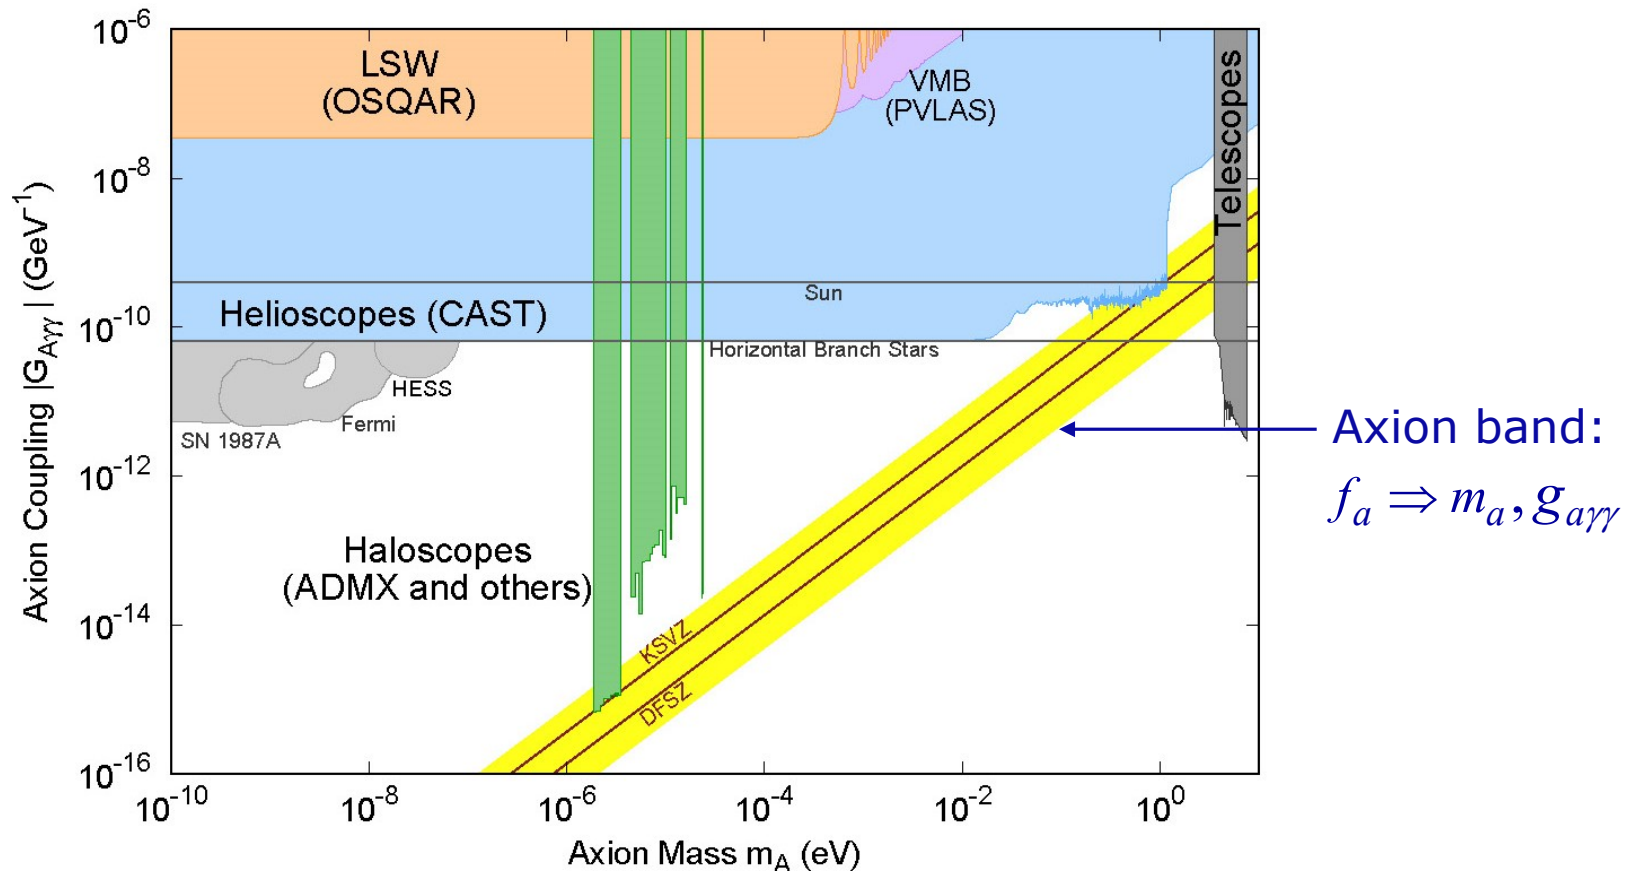 10^-6
10^-8
10^-10
10^-12
10^-14
10^-16
Axion Coupling |G_Aγγ | (GeV^-1)
LSW
(OSQAR)
VMB
(PVLAS)
Telescopes
Sun
Helioscopes (CAST)
Horizontal Branch Stars
HESS
Fermi
SN 1987A
Axion band:
f_a ⇒ m_a, g_aγγ
Haloscopes
(ADMX and others)
KSVZ
DFSZ
10^-10 10^-8 10^-6 10^-4 10^-2 10^0
Axion Mass m_A (eV)